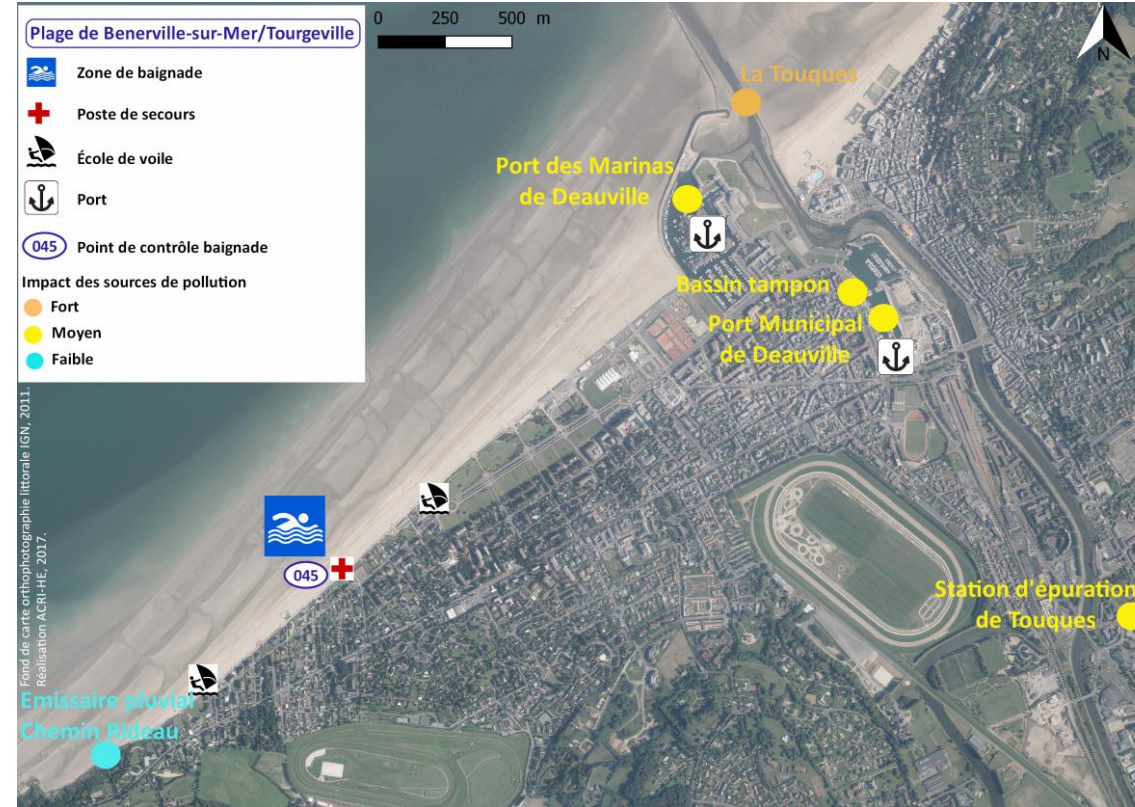 Plage de Benerville-sur-Mer/Tourgeville
Zone de baignade
Poste de secours
École de voile
Port
045
Point de contrôle baignade
Impact des sources de pollution
Fort
Moyen
Faible
0 250 500 m
N
La Touques
Port des Marinas
de Deauville
Bassin tampon
Port Municipal
de Deauville
045
Station d'épuration
de Touques
Emissaire pluvial
Chemin Rideau
Fond de carte orthophotographie littorale IGN, 2011.
Réalisation ACRI-HE, 2017.